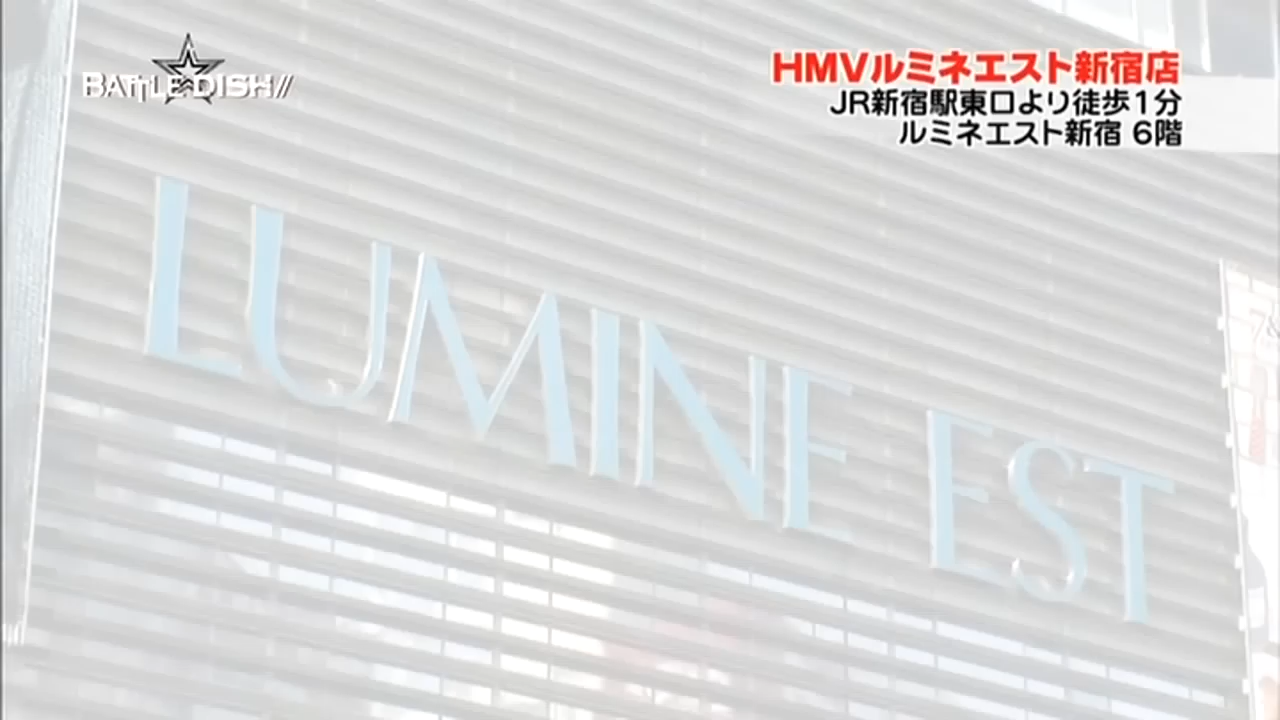 BATTLE DISH//
HMVルミネエスト新宿店
JR新宿駅東口より徒歩1分
ルミネエスト新宿 6階
LUMINE EST